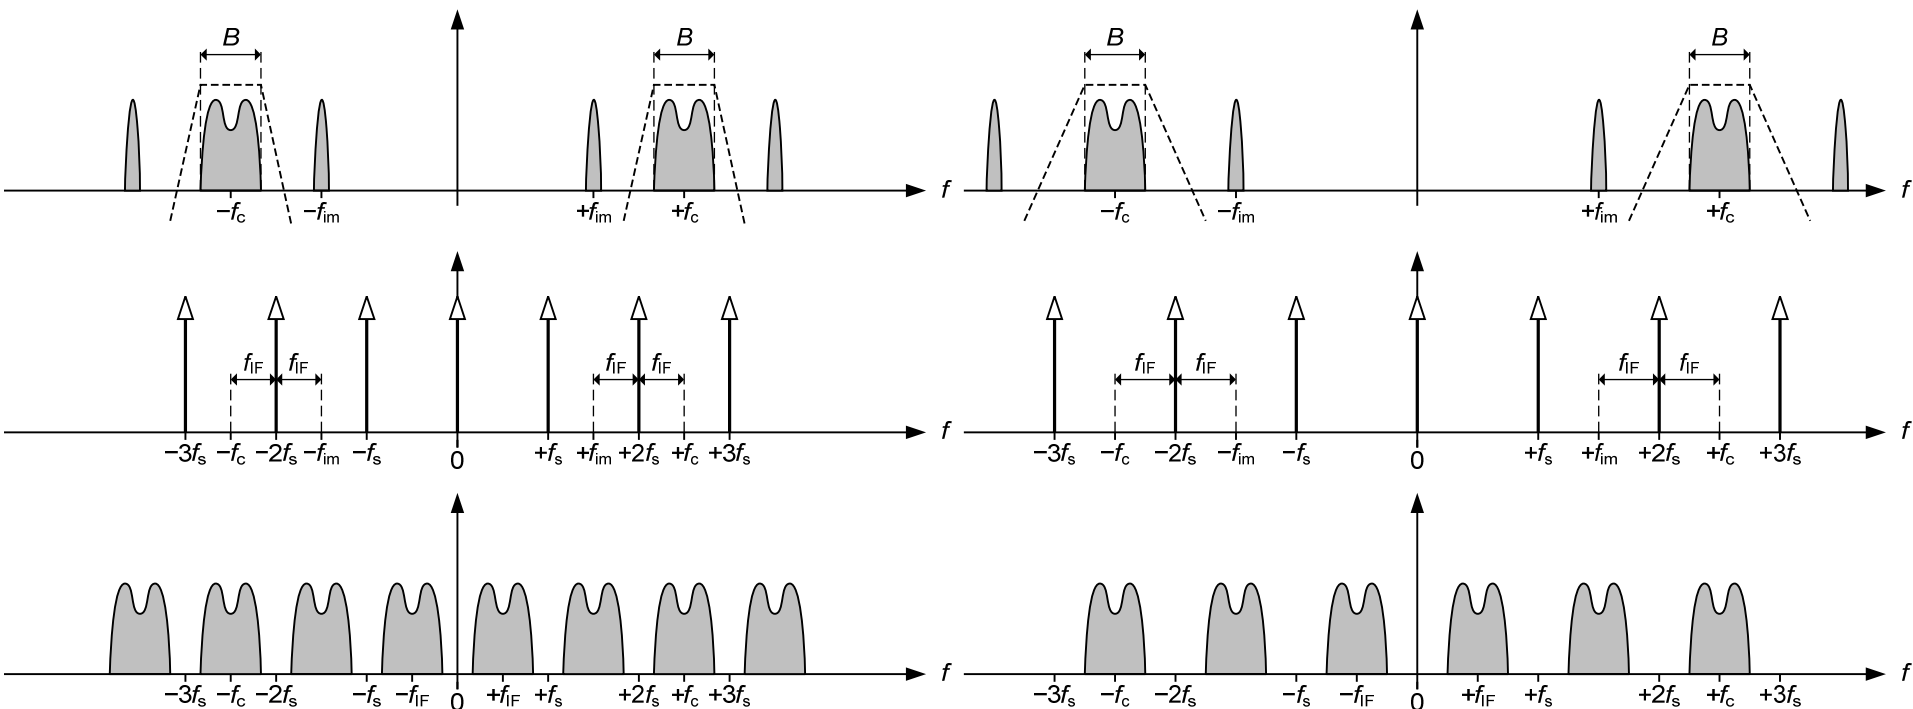 B B B B
−fc −fim +fim +fc f −fc −fim +fim +fc f
fIF fIF fIF fIF fIF fIF fIF fIF
−3fs −fc −2fs −fim −fs 0 +fs +fim +2fs +fc +3fs f −3fs −fc −2fs −fim −fs 0 +fs +fim +2fs +fc +3fs f
−3fs −fc −2fs −fs −fIF 0 +fIF +fs +2fs +fc +3fs f −3fs −fc −2fs −fs −fIF 0 +fIF +fs +2fs +fc +3fs f